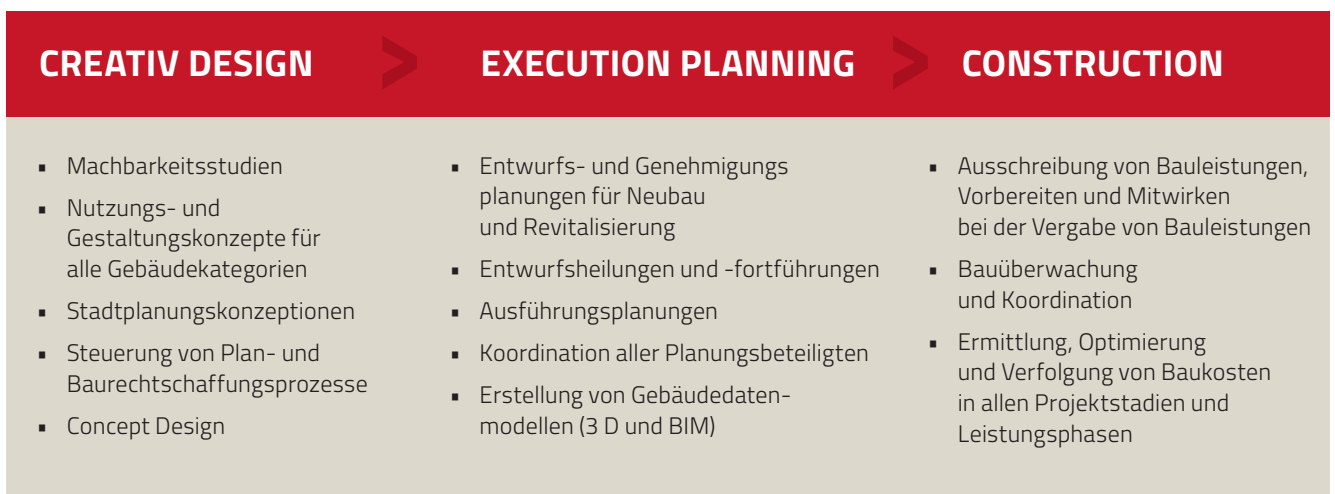 CREATIV DESIGN > EXECUTION PLANNING > CONSTRUCTION
▪ Machbarkeitsstudien
▪ Nutzungs- und
Gestaltungskonzepte für
alle Gebäudekategorien
▪ Stadtplanungskonzeptionen
▪ Steuerung von Plan- und
Baurechtschaffungsprozesse
▪ Concept Design
▪ Entwurfs- und Genehmigungs
planungen für Neubau
und Revitalisierung
▪ Entwurfsheilungen und -fortführungen
▪ Ausführungsplanungen
▪ Koordination aller Planungsbeteiligten
▪ Erstellung von Gebäudedaten-
modellen (3 D und BIM)
▪ Ausschreibung von Bauleistungen,
Vorbereiten und Mitwirken
bei der Vergabe von Bauleistungen
▪ Bauüberwachung
und Koordination
▪ Ermittlung, Optimierung
und Verfolgung von Baukosten
in allen Projektstadien und
Leistungsphasen